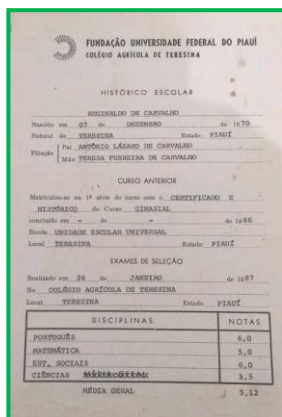 FUNDAÇÃO UNIVERSIDADE FEDERAL DO PIAUÍ
COLÉGIO AGRÍCOLA DE TERESINA
HISTÓRICO ESCOLAR
REGINALDO DE CARVALHO
Nascido em 07 de DEZEMBRO de 1970
Natural de TERESINA Estado PIAUÍ
Filiação Pai ANTÔNIO LÁZARO DE CARVALHO
Mãe TERESA FERREIRA DE CARVALHO
CURSO ANTERIOR
Matriculou-se na 1ª série do curso com o CERTIFICADO E
HISTÓRICO do Curso GINASIAL
concluído em - de - de 1986
Escola UNIDADE ESCOLAR UNIVERSAL
Local TERESINA Estado PIAUÍ
EXAMES DE SELEÇÃO
Realizado em 26 de JANEIRO de 1987
No COLÉGIO AGRÍCOLA DE TERESINA
Local TERESINA Estado PIAUÍ
DISCIPLINAS NOTAS
PORTUGUÊS 6,0
MATEMÁTICA 5,0
EST. SOCIAIS 6,0
CIÊNCIAS 3,5
MÉDIA GERAL 5,12